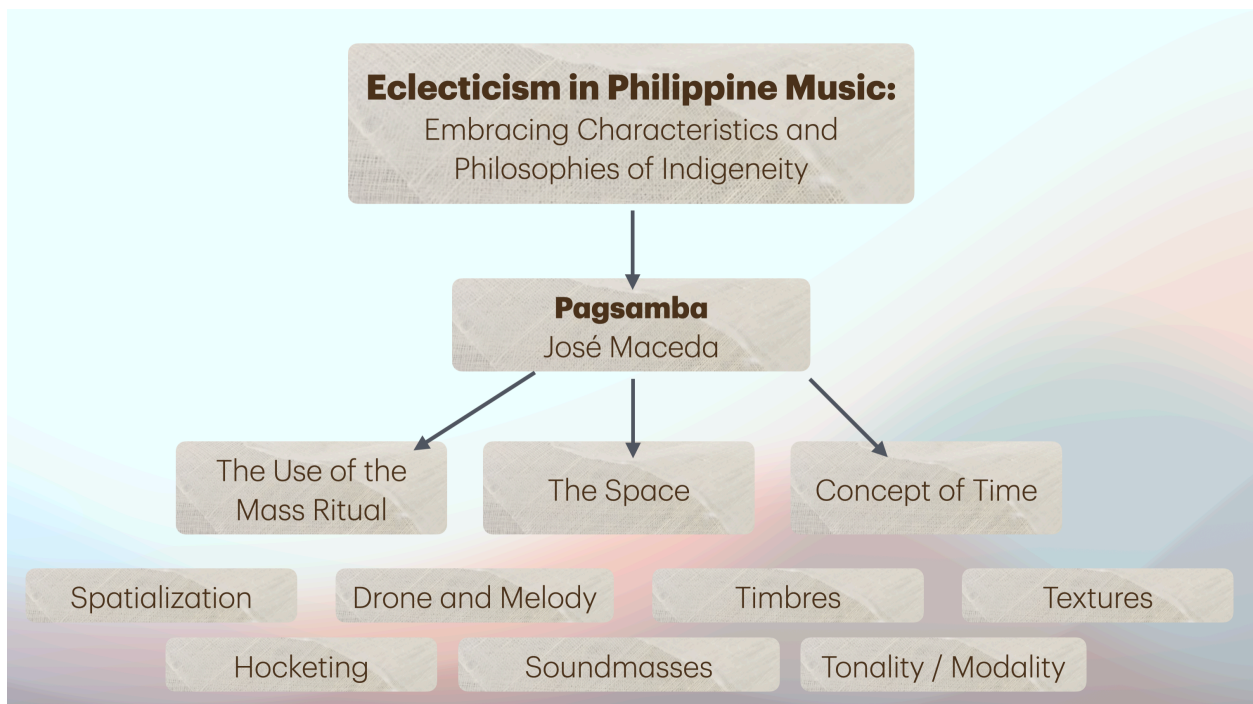 Eclecticism in Philippine Music:
Embracing Characteristics and
Philosophies of Indigeneity
Pagsamba
José Maceda
The Use of the
Mass Ritual
The Space
Concept of Time
Spatialization
Drone and Melody
Timbres
Textures
Hocketing
Soundmasses
Tonality / Modality